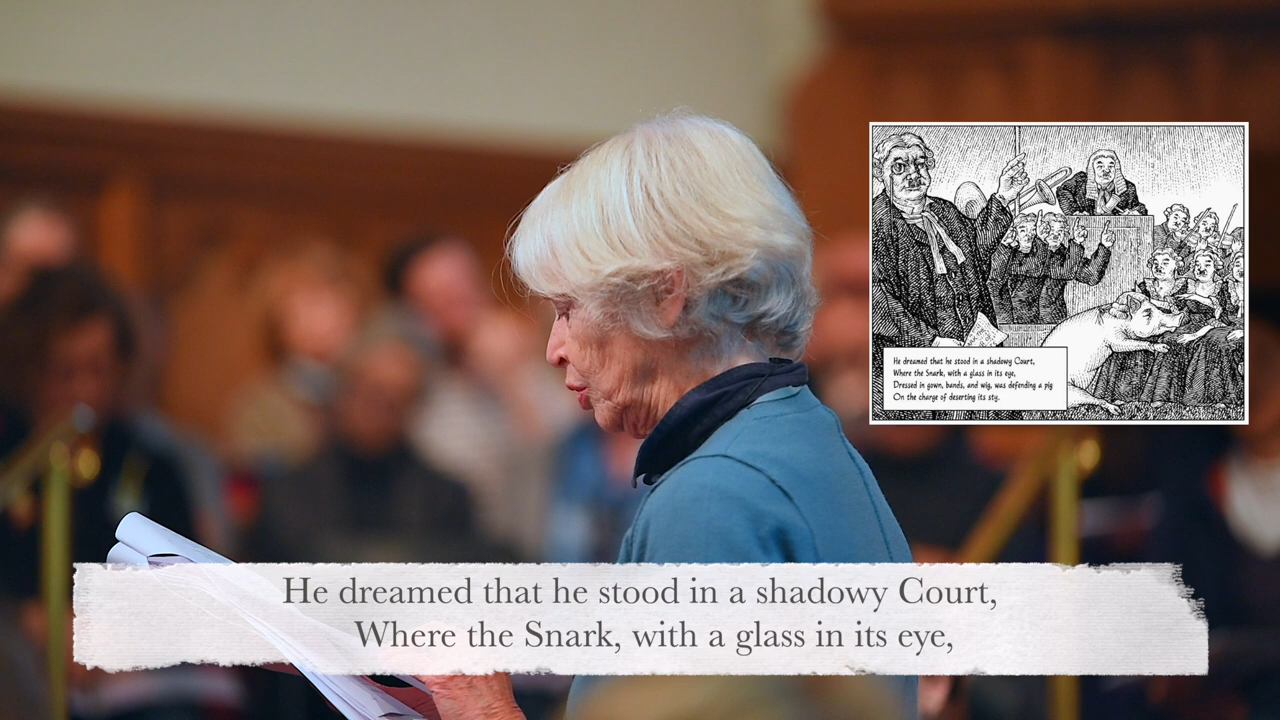 He dreamed that he stood in a shadowy Court,
Where the Snark, with a glass in its eye,
Dressed in gown, bands, and wig, was defending a pig
On the charge of deserting its sty.
He dreamed that he stood in a shadowy Court,
Where the Snark, with a glass in its eye,